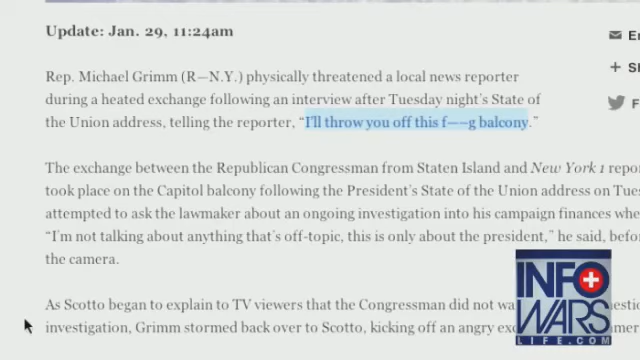 Update: Jan. 29, 11:24am
Rep. Michael Grimm (R—N.Y.) physically threatened a local news reporter
during a heated exchange following an interview after Tuesday night's State of
the Union address, telling the reporter, “I'll throw you off this f——g balcony.”
The exchange between the Republican Congressman from Staten Island and New York 1 repor
took place on the Capitol balcony following the President's State of the Union address on Tues
attempted to ask the lawmaker about an ongoing investigation into his campaign finances whe
“I'm not talking about anything that's off-topic, this is only about the president,” he said, befor
the camera.
As Scotto began to explain to TV viewers that the Congressman did not wa
investigation, Grimm stormed back over to Scotto, kicking off an angry exc
INFO
WARS
LIFE.COM